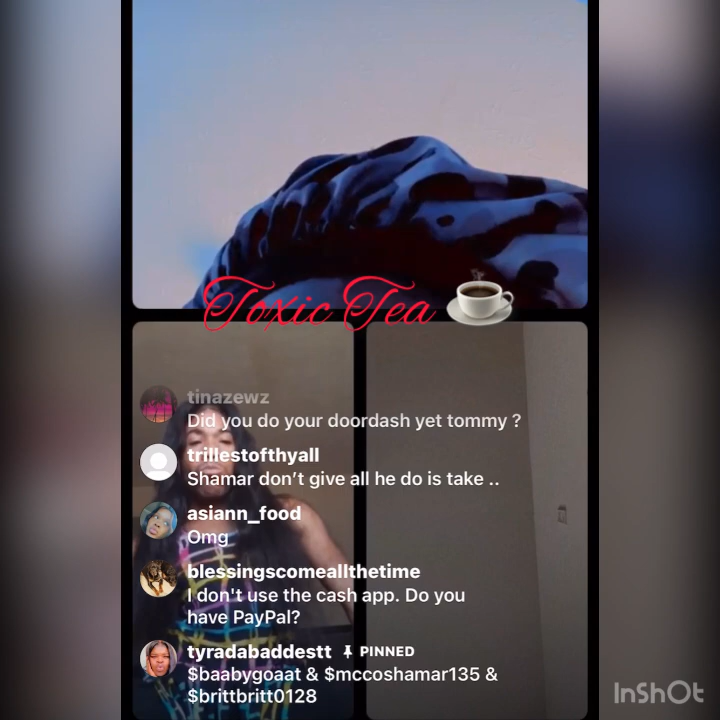 Toxic Tea
tinazewz
Did you do your doordash yet tommy ?
trillestofthyall
Shamar don’t give all he do is take ..
asiann_food
Omg
blessingscomeallthetime
I don't use the cash app. Do you
have PayPal?
tyradabaddestt PINNED
$baabygoaat & $mccoshamar135 &
$brittbritt0128
InShOt